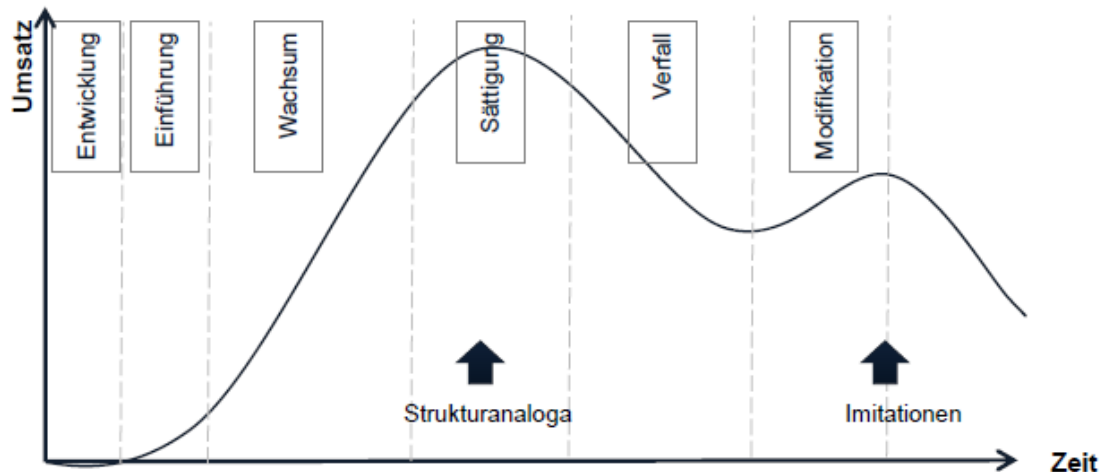 Umsatz
Entwicklung
Einführung
Wachsum
Sättigung
Verfall
Modifikation
Strukturanaloga
Imitationen
Zeit